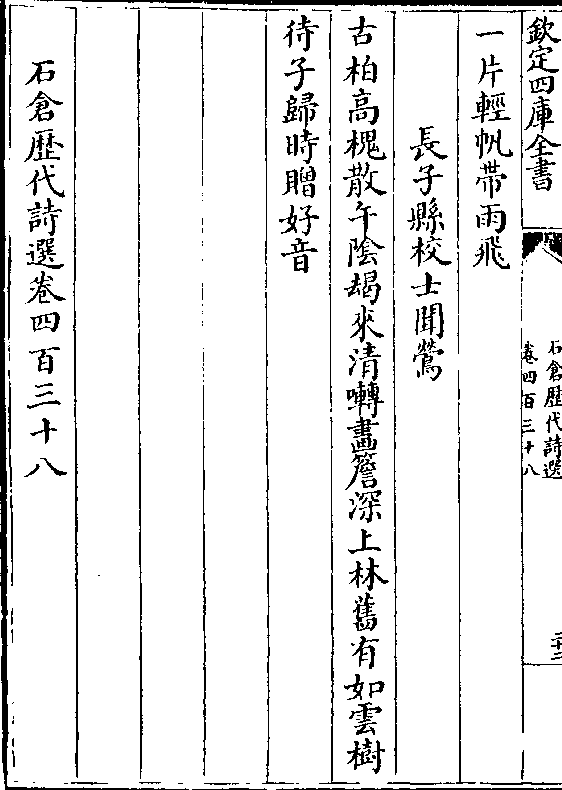 欽定四庫全書
石倉歷代詩選
卷四百三十八
一片輕帆帶雨飛
長子縣校士聞鶯
古柏高槐散午陰朅來清囀畫簷深上林舊有如雲樹
待子歸時贈好音
石倉歷代詩選卷四百三十八